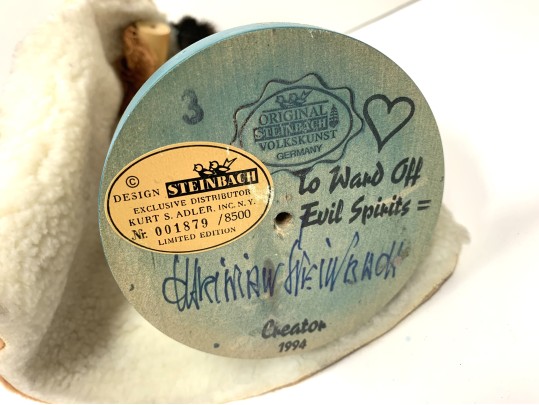 3
ORIGINAL
STEINBACH
VOLKSKUNST
GERMANY
©
DESIGN STEINBACH
EXCLUSIVE DISTRIBUTOR
KURT S. ADLER, INC. N.Y.
Nr. 001879 /8500
LIMITED EDITION
To Ward Off
Evil Spirits =
Christian Steinbach
Creator
1994